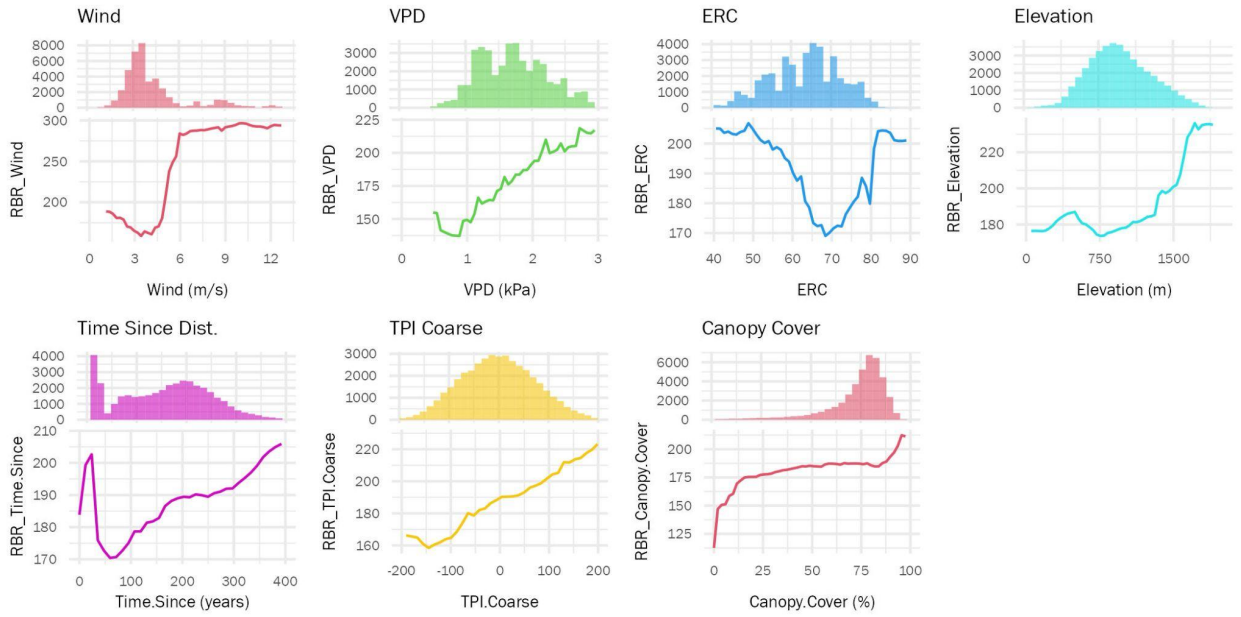 Wind
8000
6000
4000
2000
0
300
250
200
RBR_Wind
0 3 6 9 12
Wind (m/s)
VPD
3000
2000
1000
0
225
200
175
150
RBR_VPD
0 1 2 3
VPD (kPa)
ERC
4000
3000
2000
1000
0
200
190
180
170
RBR_ERC
40 50 60 70 80 90
ERC
Elevation
3000
2000
1000
0
220
200
180
RBR_Elevation
0 750 1500
Elevation (m)
Time Since Dist.
4000
3000
2000
1000
0
210
200
190
180
170
RBR_Time.Since
0 100 200 300 400
Time.Since (years)
TPI Coarse
3000
2000
1000
0
220
200
180
160
RBR_TPI.Coarse
-200 -100 0 100 200
TPI.Coarse
Canopy Cover
6000
4000
2000
0
200
175
150
125
RBR_Canopy.Cover
0 25 50 75 100
Canopy.Cover (%)